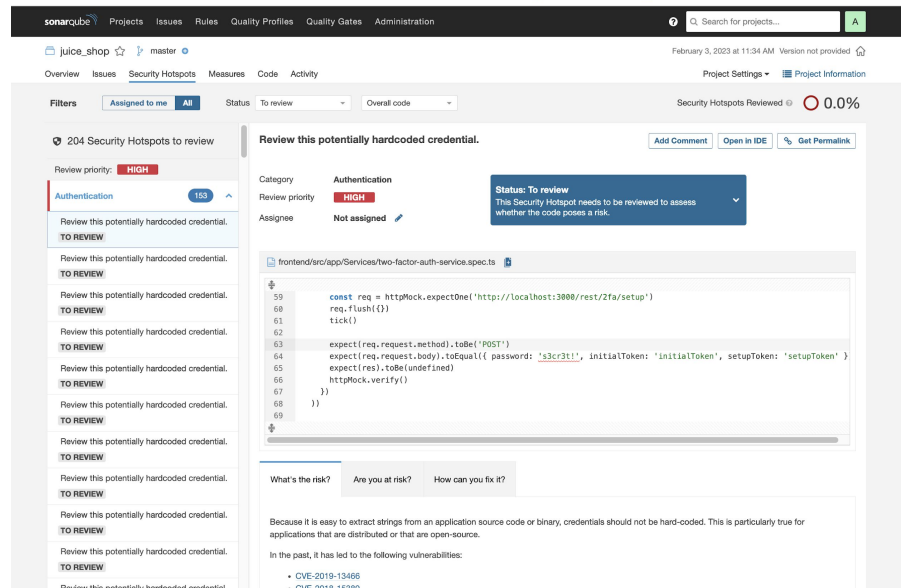 sonarqube Projects Issues Rules Quality Profiles Quality Gates Administration ? Search for projects... A
juice_shop master February 3, 2023 at 11:34 AM Version not provided
Overview Issues Security Hotspots Measures Code Activity Project Settings Project Information
Filters Assigned to me All Status To review Overall code Security Hotspots Reviewed ? 0.0%
204 Security Hotspots to review
Review priority: HIGH
Authentication 153
Review this potentially hardcoded credential.
TO REVIEW
Review this potentially hardcoded credential.
TO REVIEW
Review this potentially hardcoded credential.
TO REVIEW
Review this potentially hardcoded credential.
TO REVIEW
Review this potentially hardcoded credential.
TO REVIEW
Review this potentially hardcoded credential.
TO REVIEW
Review this potentially hardcoded credential.
TO REVIEW
Review this potentially hardcoded credential.
TO REVIEW
Review this potentially hardcoded credential.
TO REVIEW
Review this potentially hardcoded credential.
TO REVIEW
Review this potentially hardcoded credential.
Review this potentially hardcoded credential. Add Comment Open in IDE Get Permalink
Category Authentication
Review priority HIGH
Assignee Not assigned
Status: To review
This Security Hotspot needs to be reviewed to assess
whether the code poses a risk.
frontend/src/app/Services/two-factor-auth-service.spec.ts
59 const req = httpMock.expectOne('http://localhost:3000/rest/2fa/setup')
60 req.flush({})
61 tick()
62
63 expect(req.request.method).toBe('POST')
64 expect(req.request.body).toEqual({ password: 's3cr3t!', initialToken: 'initialToken', setupToken: 'setupToken' }
65 expect(res).toBe(undefined)
66 httpMock.verify()
67 })
68 ))
69
What's the risk? Are you at risk? How can you fix it?
Because it is easy to extract strings from an application source code or binary, credentials should not be hard-coded. This is particularly true for
applications that are distributed or that are open-source.
In the past, it has led to the following vulnerabilities:
• CVE-2019-13466